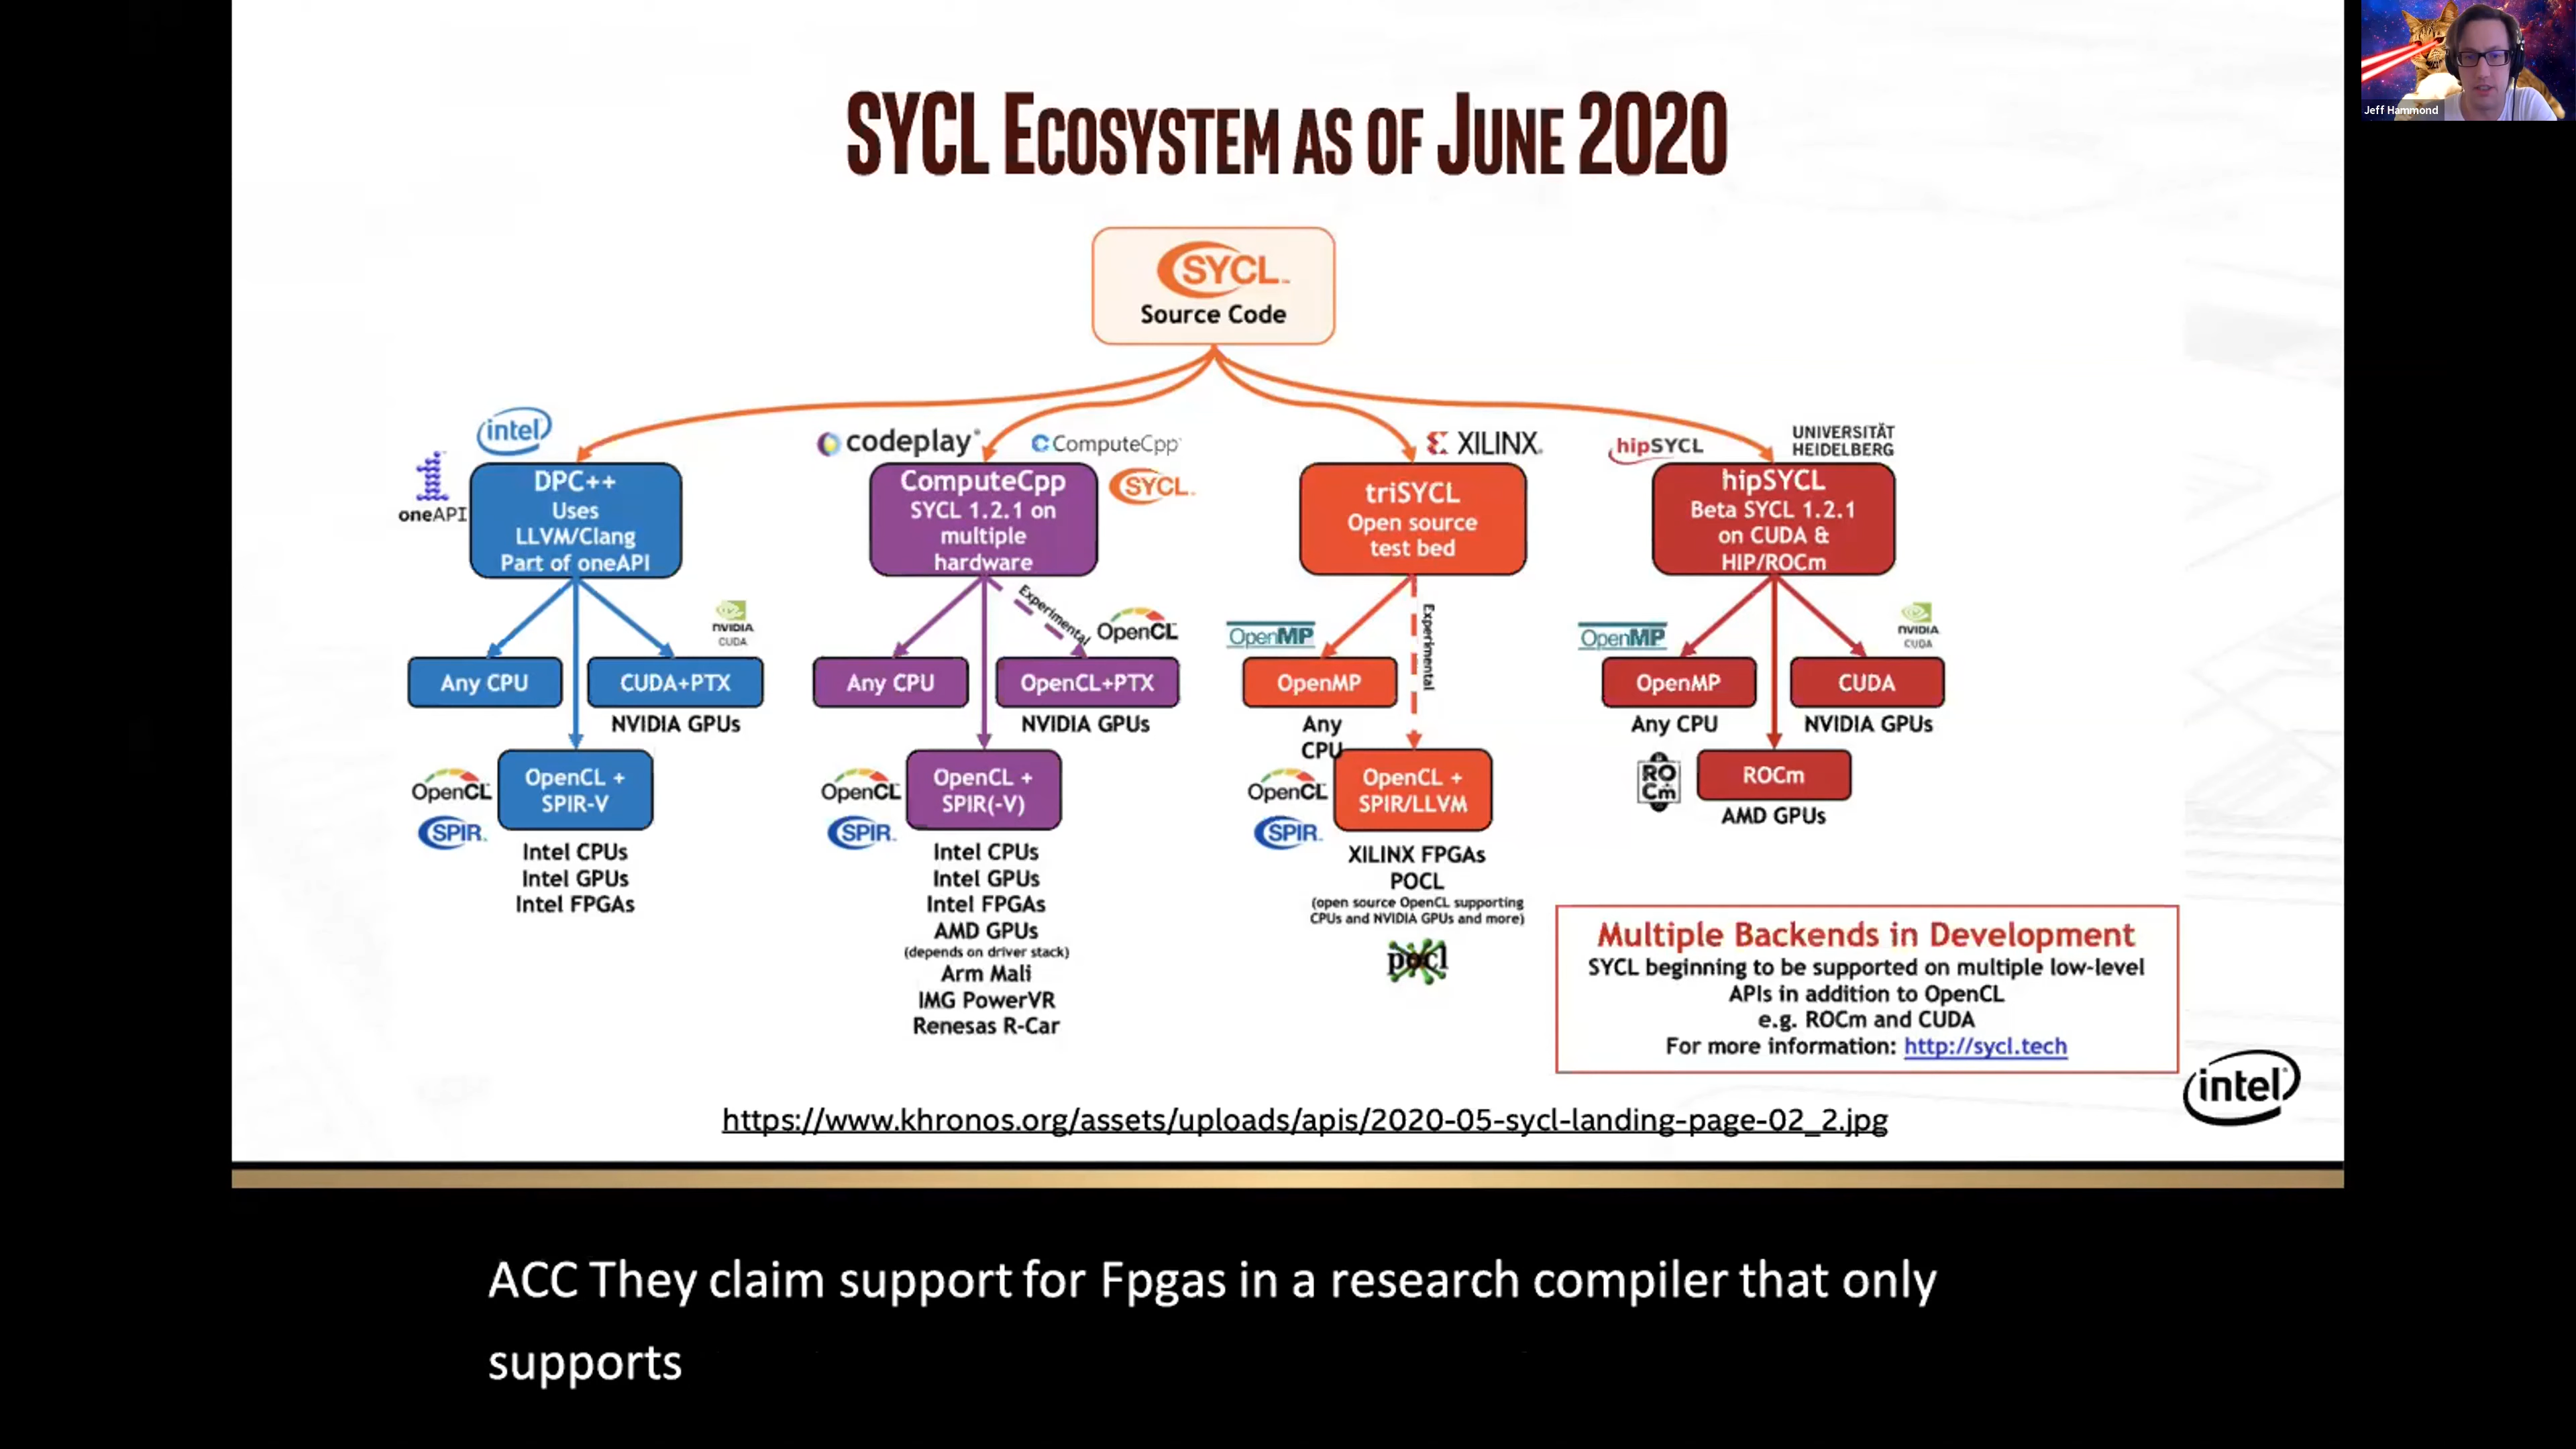 SYCL Ecosystem as of June 2020
Jeff Hammond
SYCL™
Source Code
intel
oneAPI
DPC++
Uses
LLVM/Clang
Part of oneAPI
codeplay®
ComputeCpp
SYCL™
ComputeCpp
SYCL 1.2.1 on
multiple
hardware
XILINX®
triSYCL
Open source
test bed
hipSYCL
UNIVERSITÄT
HEIDELBERG
hipSYCL
Beta SYCL 1.2.1
on CUDA &
HIP/ROCm
NVIDIA
CUDA
Any CPU
CUDA+PTX
NVIDIA GPUs
OpenCL
SPIR™
OpenCL +
SPIR-V
Intel CPUs
Intel GPUs
Intel FPGAs
Experimental
OpenCL
Any CPU
OpenCL+PTX
NVIDIA GPUs
OpenCL
SPIR™
OpenCL +
SPIR(-V)
Intel CPUs
Intel GPUs
Intel FPGAs
AMD GPUs
(depends on driver stack)
Arm Mali
IMG PowerVR
Renesas R-Car
OpenMP
Experimental
OpenMP
Any
CPU
OpenCL
SPIR™
OpenCL +
SPIR/LLVM
XILINX FPGAs
POCL
(open source OpenCL supporting
CPUs and NVIDIA GPUs and more)
pocl
OpenMP
NVIDIA
CUDA
OpenMP
Any CPU
CUDA
NVIDIA GPUs
ROCm
ROCm
AMD GPUs
Multiple Backends in Development
SYCL beginning to be supported on multiple low-level
APIs in addition to OpenCL
e.g. ROCm and CUDA
For more information: http://sycl.tech
intel
https://www.khronos.org/assets/uploads/apis/2020-05-sycl-landing-page-02_2.jpg
ACC They claim support for Fpgas in a research compiler that only
supports